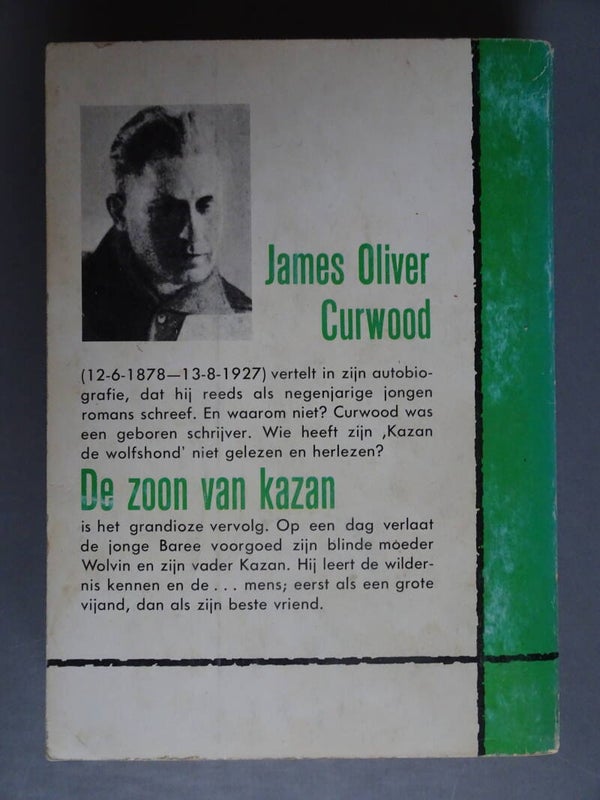 James Oliver
Curwood
(12-6-1878—13-8-1927) vertelt in zijn autobio-
grafie, dat hij reeds als negenjarige jongen
romans schreef. En waarom niet? Curwood was
een geboren schrijver. Wie heeft zijn ‚Kazan
de wolfshond' niet gelezen en herlezen?
De zoon van kazan
is het grandioze vervolg. Op een dag verlaat
de jonge Baree voorgoed zijn blinde moeder
Wolvin en zijn vader Kazan. Hij leert de wilder-
nis kennen en de . . . mens; eerst als een grote
vijand, dan als zijn beste vriend.